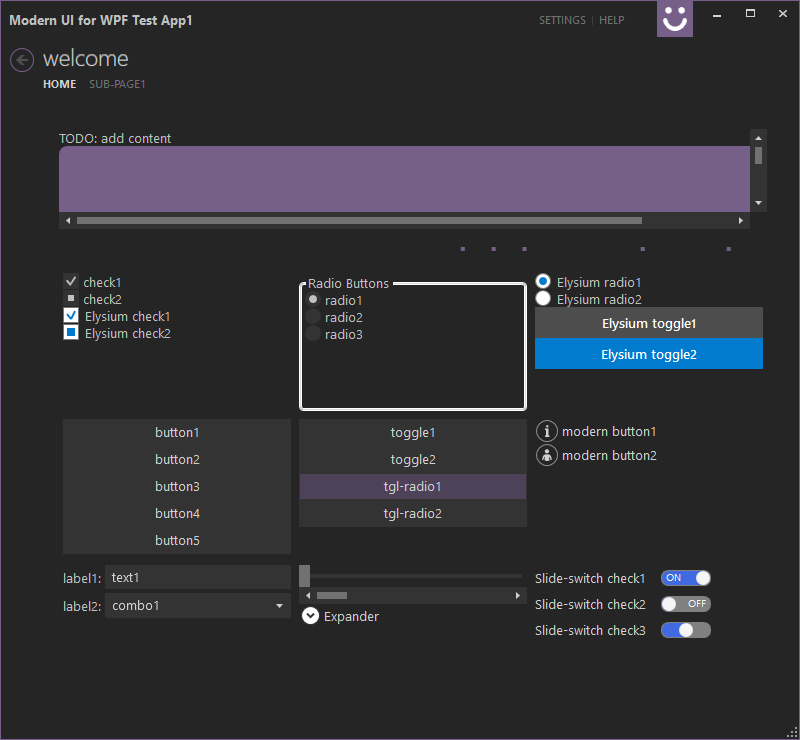 Modern UI for WPF Test App1
SETTINGS | HELP
welcome
HOME SUB-PAGE1
TODO: add content
check1
check2
Elysium check1
Elysium check2
Radio Buttons
radio1
radio2
radio3
Elysium radio1
Elysium radio2
Elysium toggle1
Elysium toggle2
button1
button2
button3
button4
button5
toggle1
toggle2
tgl-radio1
tgl-radio2
modern button1
modern button2
label1: text1
label2: combo1
Expander
Slide-switch check1 ON
Slide-switch check2 OFF
Slide-switch check3